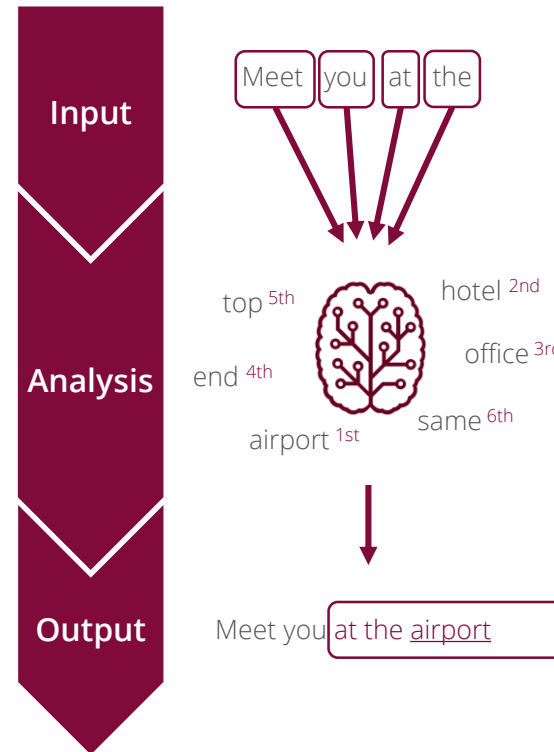 Input
Meet you at the
top 5th
hotel 2nd
office 3rd
Analysis
end 4th
same 6th
airport 1st
Output
Meet you at the airport